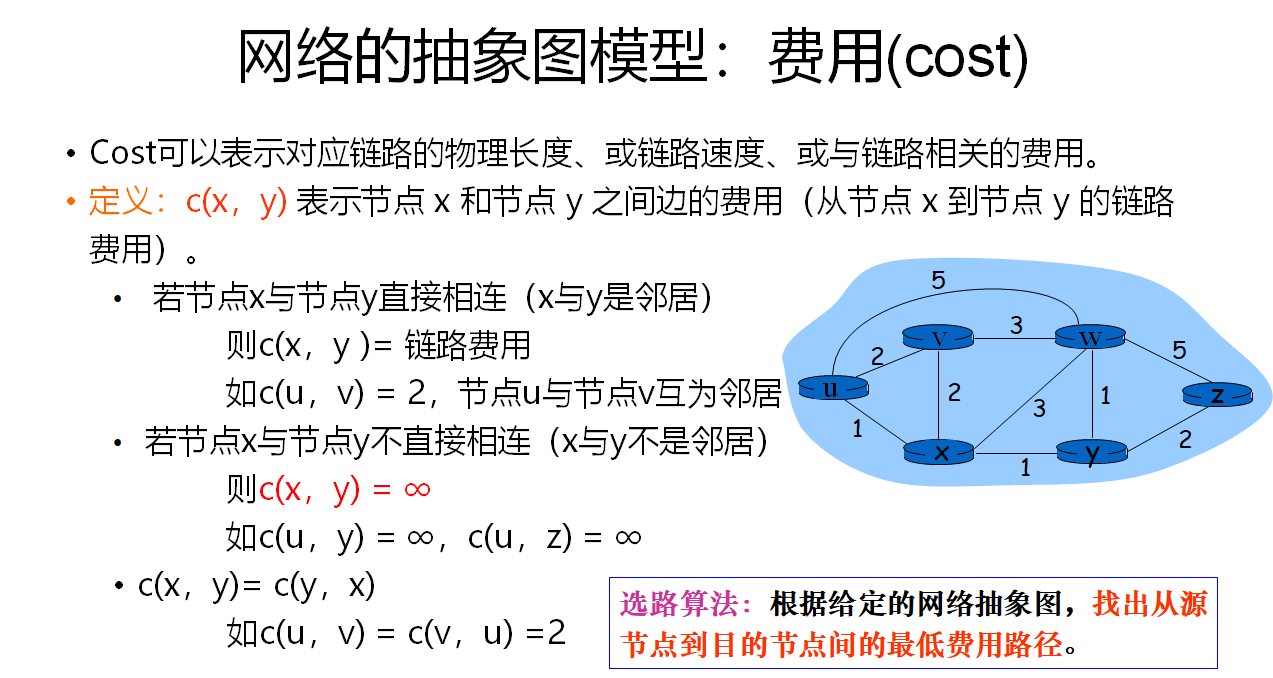 网络的抽象图模型：费用(cost)
• Cost可以表示对应链路的物理长度、或链路速度、或与链路相关的费用。
• 定义：c(x，y) 表示节点 x 和节点 y 之间边的费用（从节点 x 到节点 y 的链路
费用）。
• 若节点x与节点y直接相连（x与y是邻居）
则c(x，y )= 链路费用
如c(u，v) = 2，节点u与节点v互为邻居
• 若节点x与节点y不直接相连（x与y不是邻居）
则c(x，y) = ∞
如c(u，y) = ∞，c(u，z) = ∞
• c(x，y)= c(y，x)
如c(u，v) = c(v，u) =2
5
v 3 w
2 5
u 2 3 1 z
1 2
x 1 y
选路算法：根据给定的网络抽象图，找出从源
节点到目的节点间的最低费用路径。